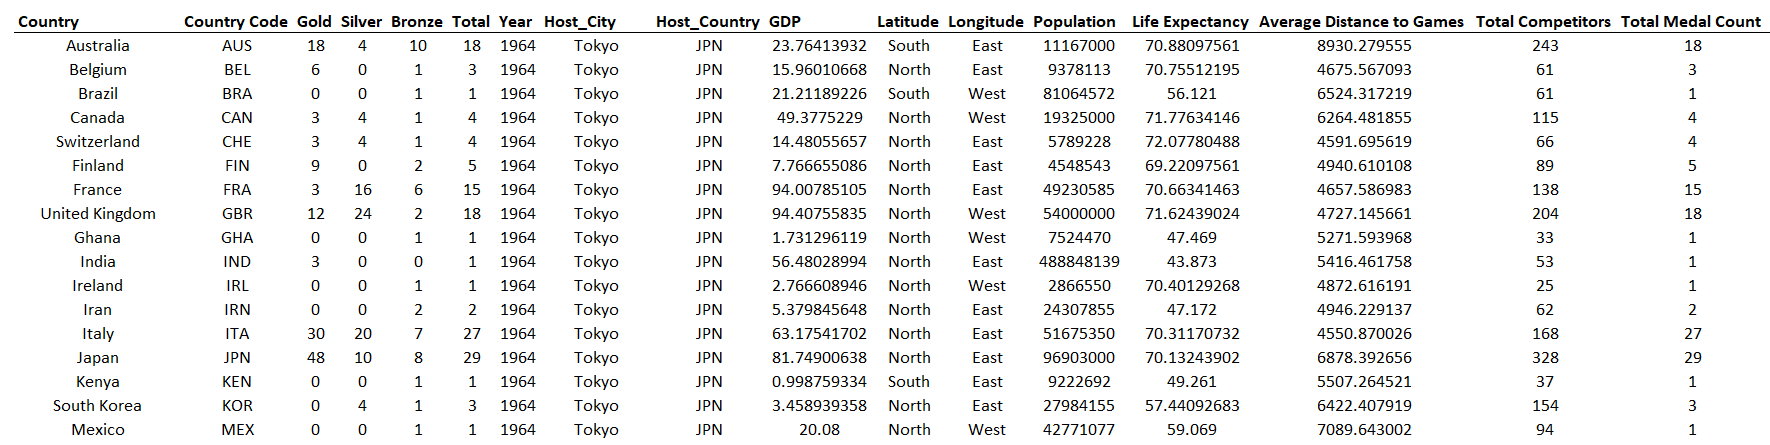 Country Country Code Gold Silver Bronze Total Year Host_City Host_Country GDP Latitude Longitude Population Life Expectancy Average Distance to Games Total Competitors Total Medal Count
Australia AUS 18 4 10 18 1964 Tokyo JPN 23.76413932 South East 11167000 70.88097561 8930.279555 243 18
Belgium BEL 6 0 1 3 1964 Tokyo JPN 15.96010668 North East 9378113 70.75512195 4675.567093 61 3
Brazil BRA 0 0 1 1 1964 Tokyo JPN 21.21189226 South West 81064572 56.121 6524.317219 61 1
Canada CAN 3 4 1 4 1964 Tokyo JPN 49.3775229 North West 19325000 71.77634146 6264.481855 115 4
Switzerland CHE 3 4 1 4 1964 Tokyo JPN 14.48055657 North East 5789228 72.07780488 4591.695619 66 4
Finland FIN 9 0 2 5 1964 Tokyo JPN 7.766655086 North East 4548543 69.22097561 4940.610108 89 5
France FRA 3 16 6 15 1964 Tokyo JPN 94.00785105 North East 49230585 70.66341463 4657.586983 138 15
United Kingdom GBR 12 24 2 18 1964 Tokyo JPN 94.40755835 North West 54000000 71.62439024 4727.145661 204 18
Ghana GHA 0 0 1 1 1964 Tokyo JPN 1.731296119 North West 7524470 47.469 5271.593968 33 1
India IND 3 0 0 1 1964 Tokyo JPN 56.48028994 North East 488848139 43.873 5416.461758 53 1
Ireland IRL 0 0 1 1 1964 Tokyo JPN 2.766608946 North West 2866550 70.40129268 4872.616191 25 1
Iran IRN 0 0 2 2 1964 Tokyo JPN 5.379845648 North East 24307855 47.172 4946.229137 62 2
Italy ITA 30 20 7 27 1964 Tokyo JPN 63.17541702 North East 51675350 70.31170732 4550.870026 168 27
Japan JPN 48 10 8 29 1964 Tokyo JPN 81.74900638 North East 96903000 70.13243902 6878.392656 328 29
Kenya KEN 0 0 1 1 1964 Tokyo JPN 0.998759334 South East 9222692 49.261 5507.264521 37 1
South Korea KOR 0 4 1 3 1964 Tokyo JPN 3.458939358 North East 27984155 57.44092683 6422.407919 154 3
Mexico MEX 0 0 1 1 1964 Tokyo JPN 20.08 North West 42771077 59.069 7089.643002 94 1